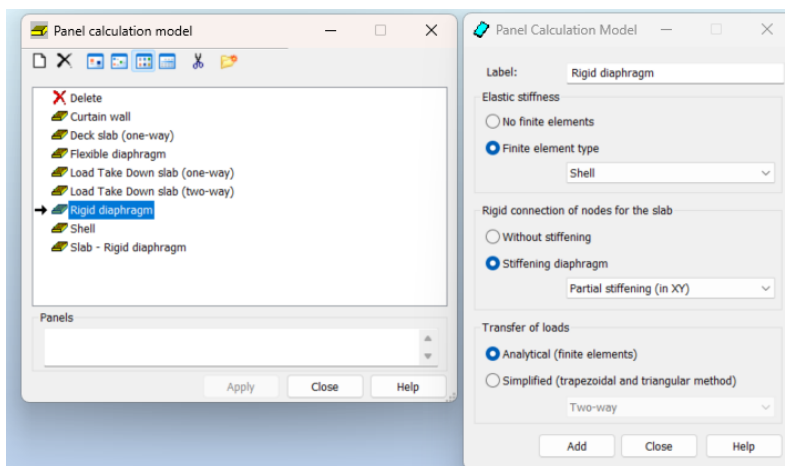 Panel calculation model
Delete
Curtain wall
Deck slab (one-way)
Flexible diaphragm
Load Take Down slab (one-way)
Load Take Down slab (two-way)
Rigid diaphragm
Shell
Slab - Rigid diaphragm
Panels
Apply
Close
Help
Panel Calculation Model
Label: Rigid diaphragm
Elastic stiffness
No finite elements
Finite element type
Shell
Rigid connection of nodes for the slab
Without stiffening
Stiffening diaphragm
Partial stiffening (in XY)
Transfer of loads
Analytical (finite elements)
Simplified (trapezoidal and triangular method)
Two-way
Add
Close
Help